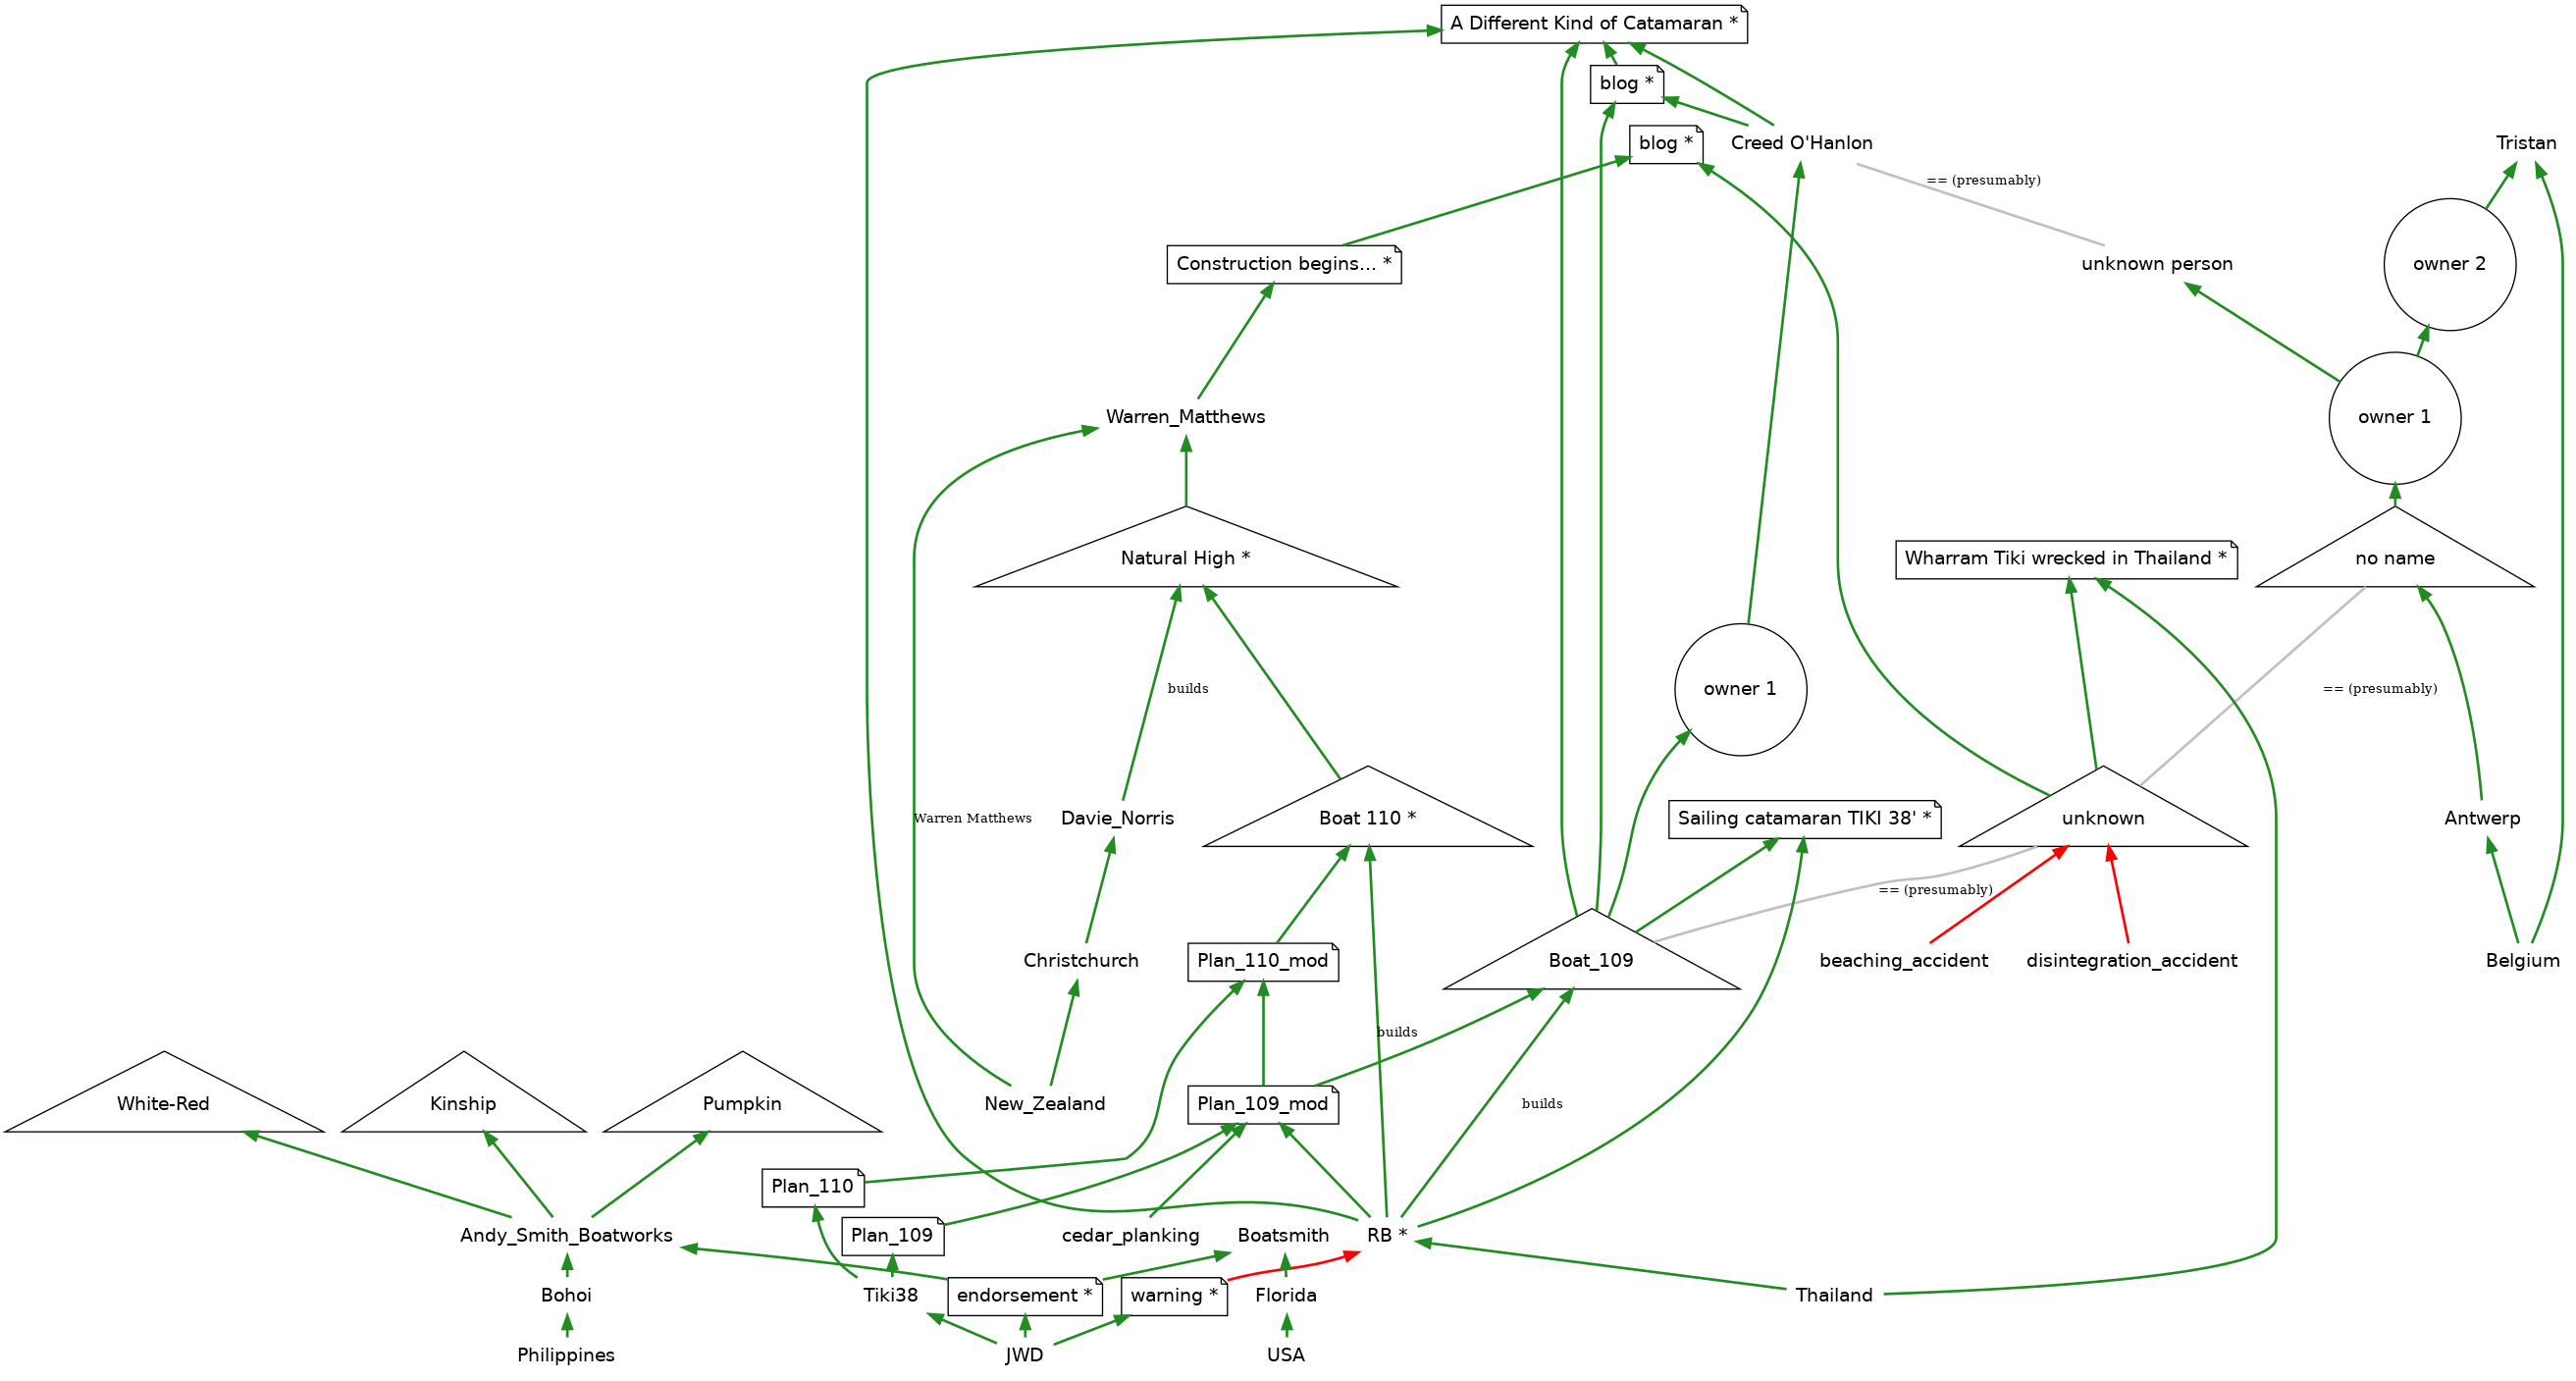 A Different Kind of Catamaran *
blog *
blog *
Creed O'Hanlon
Tristan
== (presumably)
Construction begins... *
unknown person
owner 2
Warren_Matthews
owner 1
Natural High *
Wharram Tiki wrecked in Thailand *
no name
builds
owner 1
== (presumably)
Warren Matthews
Davie_Norris
Boat 110 *
Sailing catamaran TIKI 38' *
unknown
Antwerp
== (presumably)
Christchurch
Plan_110_mod
Boat_109
beaching_accident
disintegration_accident
Belgium
builds
White-Red
Kinship
Pumpkin
New_Zealand
Plan_109_mod
builds
Plan_110
Andy_Smith_Boatworks
Plan_109
cedar_planking
Boatsmith
RB *
Bohoi
Tiki38
endorsement *
warning *
Florida
Thailand
Philippines
JWD
USA